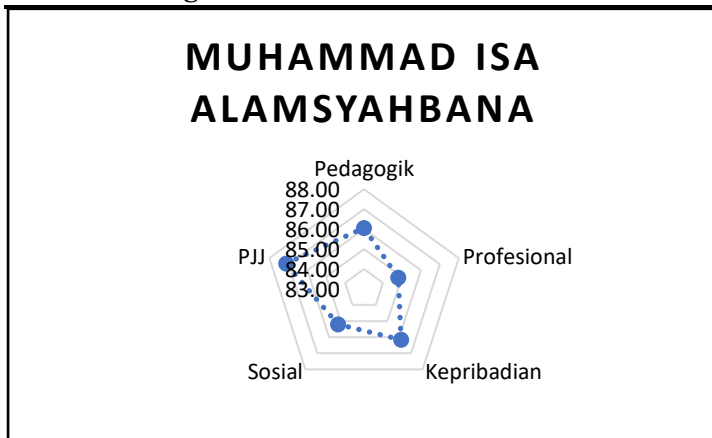 MUHAMMAD ISA
ALAMSYAHBANA
Pedagogik
88.00
87.00
86.00
85.00
84.00
83.00
PJJ
Profesional
Sosial
Kepribadian